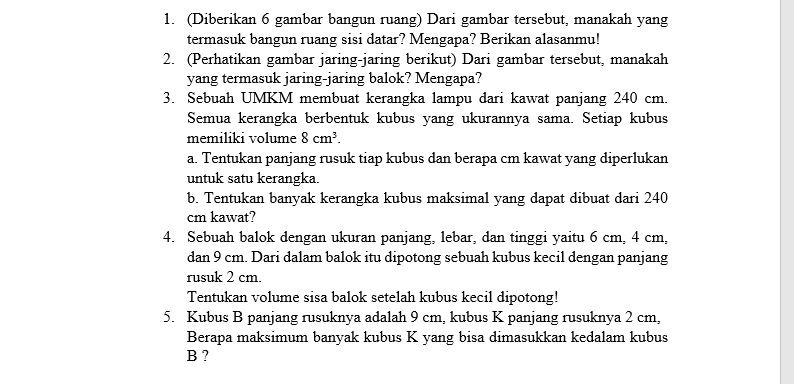 1. (Diberikan 6 gambar bangun ruang) Dari gambar tersebut, manakah yang
termasuk bangun ruang sisi datar? Mengapa? Berikan alasanmu!
2. (Perhatikan gambar jaring-jaring berikut) Dari gambar tersebut, manakah
yang termasuk jaring-jaring balok? Mengapa?
3. Sebuah UMKM membuat kerangka lampu dari kawat panjang 240 cm.
Semua kerangka berbentuk kubus yang ukurannya sama. Setiap kubus
memiliki volume 8 cm³.
a. Tentukan panjang rusuk tiap kubus dan berapa cm kawat yang diperlukan
untuk satu kerangka.
b. Tentukan banyak kerangka kubus maksimal yang dapat dibuat dari 240
cm kawat?
4. Sebuah balok dengan ukuran panjang, lebar, dan tinggi yaitu 6 cm, 4 cm,
dan 9 cm. Dari dalam balok itu dipotong sebuah kubus kecil dengan panjang
rusuk 2 cm.
Tentukan volume sisa balok setelah kubus kecil dipotong!
5. Kubus B panjang rusuknya adalah 9 cm, kubus K panjang rusuknya 2 cm,
Berapa maksimum banyak kubus K yang bisa dimasukkan kedalam kubus
B ?